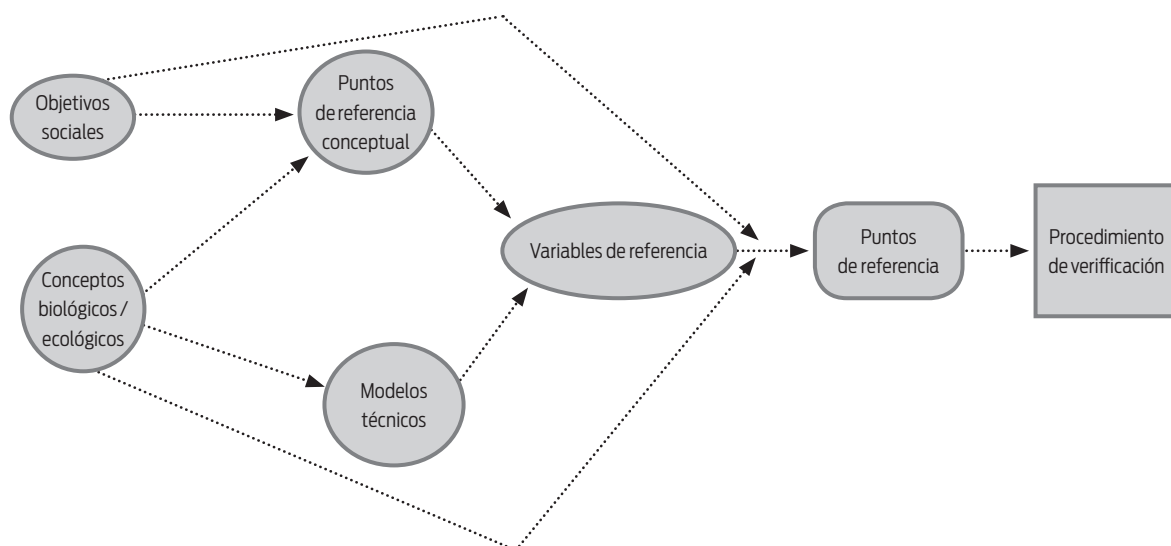 Objetivos
sociales
Puntos
de referencia
conceptual
Conceptos
biológicos /
ecológicos
Modelos
técnicos
Variables de referencia
Puntos
de referencia
Procedimiento
de verifficación